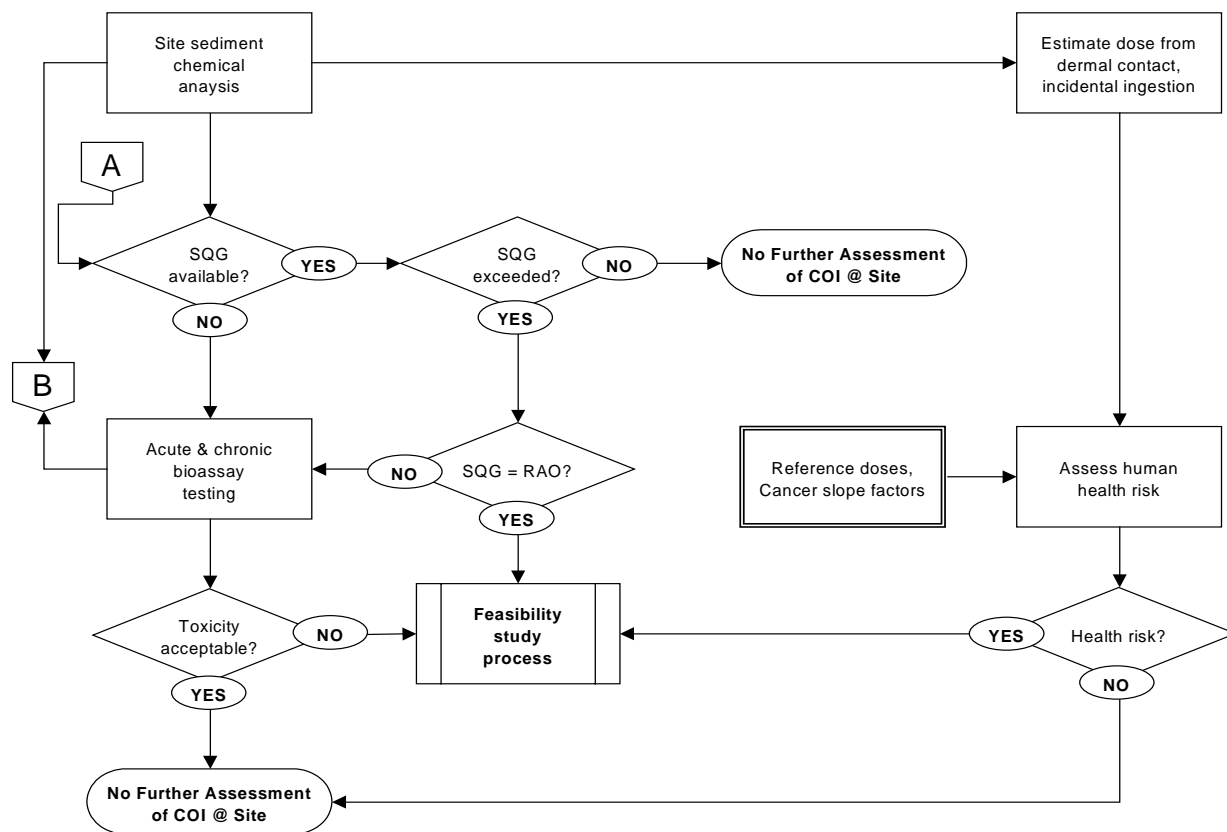 Site sediment
chemical
anaysis
Estimate dose from
dermal contact,
incidental ingestion
A
SQG
available?
YES
NO
SQG
exceeded?
NO
YES
No Further Assessment
of COI @ Site
B
Acute & chronic
bioassay
testing
SQG = RAO?
NO
YES
Reference doses,
Cancer slope factors
Assess human
health risk
Toxicity
acceptable?
NO
YES
Feasibility
study
process
YES
Health risk?
NO
No Further Assessment
of COI @ Site